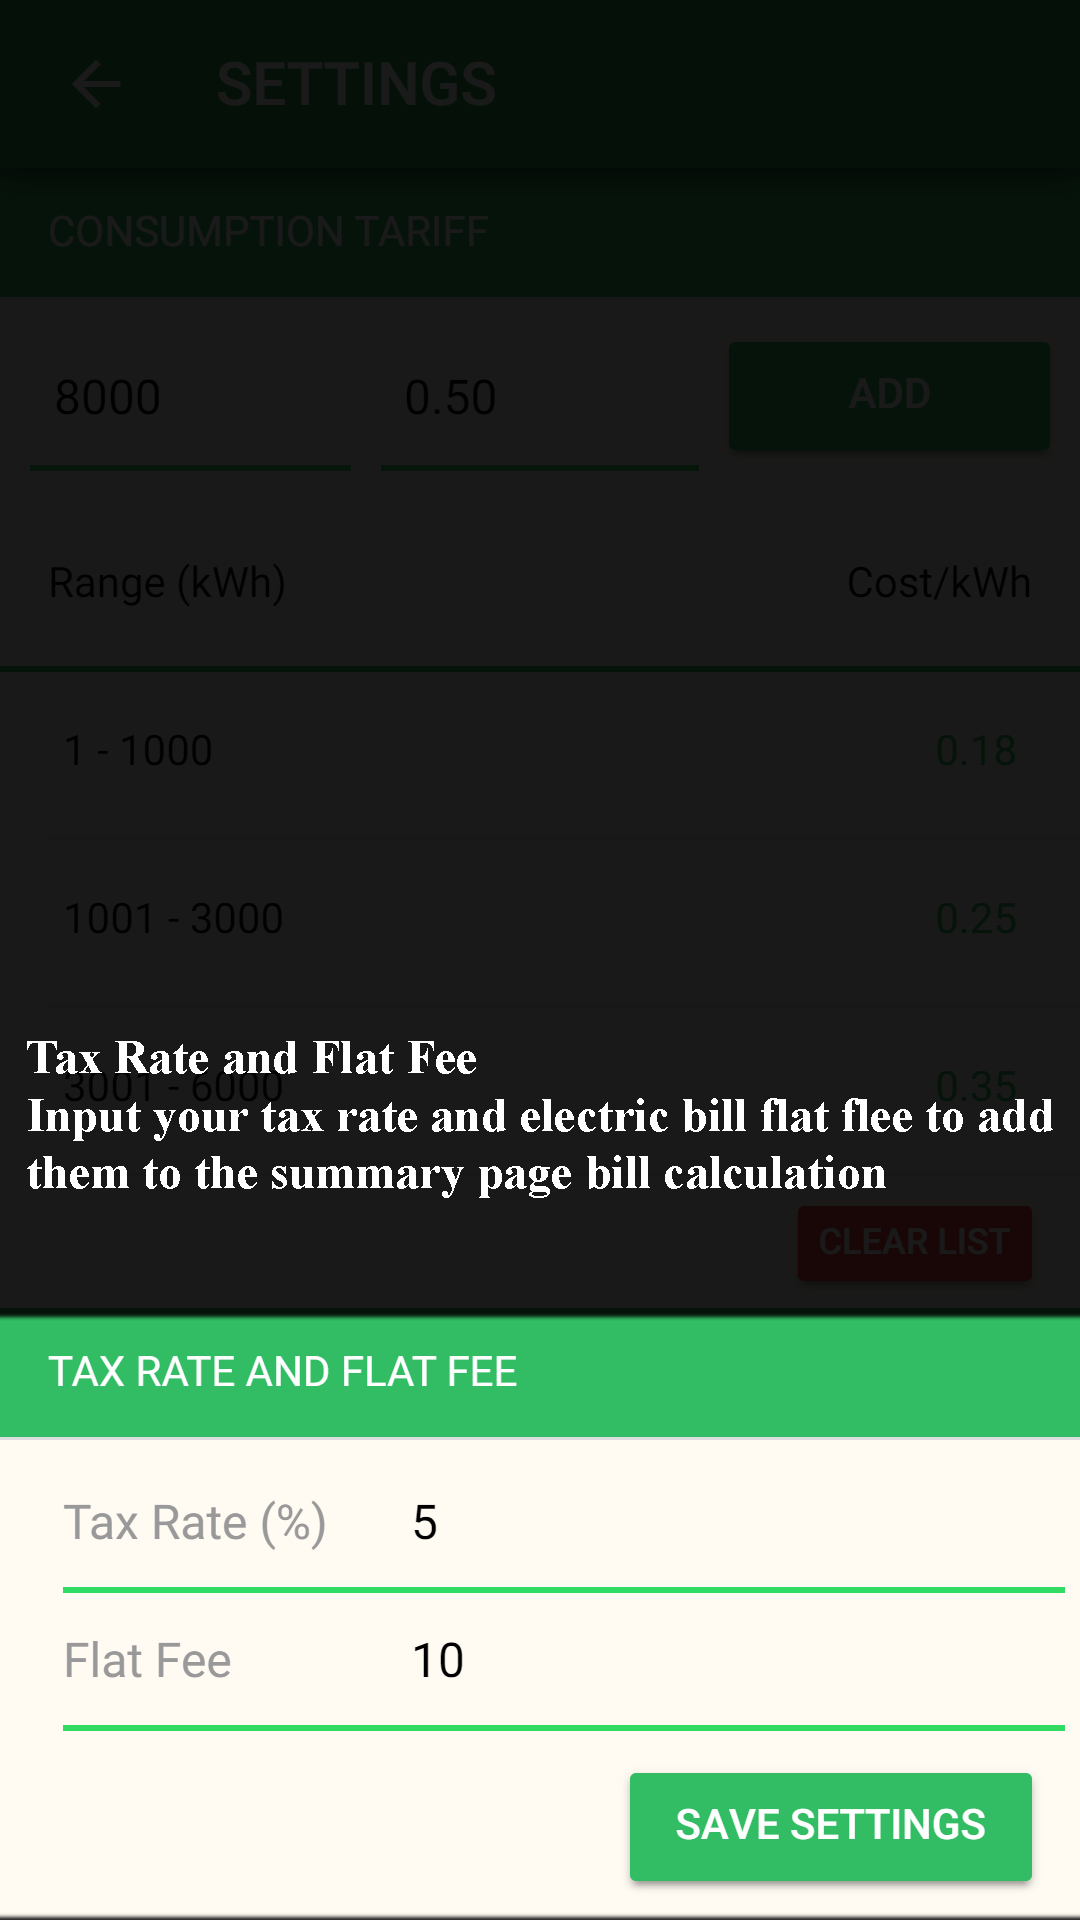 SETTINGS
CONSUMPTION TARIFF
8000 0.50 ADD
Range (kWh) Cost/kWh
1 - 1000 0.18
1001 - 3000 0.25
Tax Rate and Flat Fee
3001 - 6000 0.35
Input your tax rate and electric bill flat flee to add
them to the summary page bill calculation
CLEAR LIST
TAX RATE AND FLAT FEE
Tax Rate (%) 5
Flat Fee 10
SAVE SETTINGS